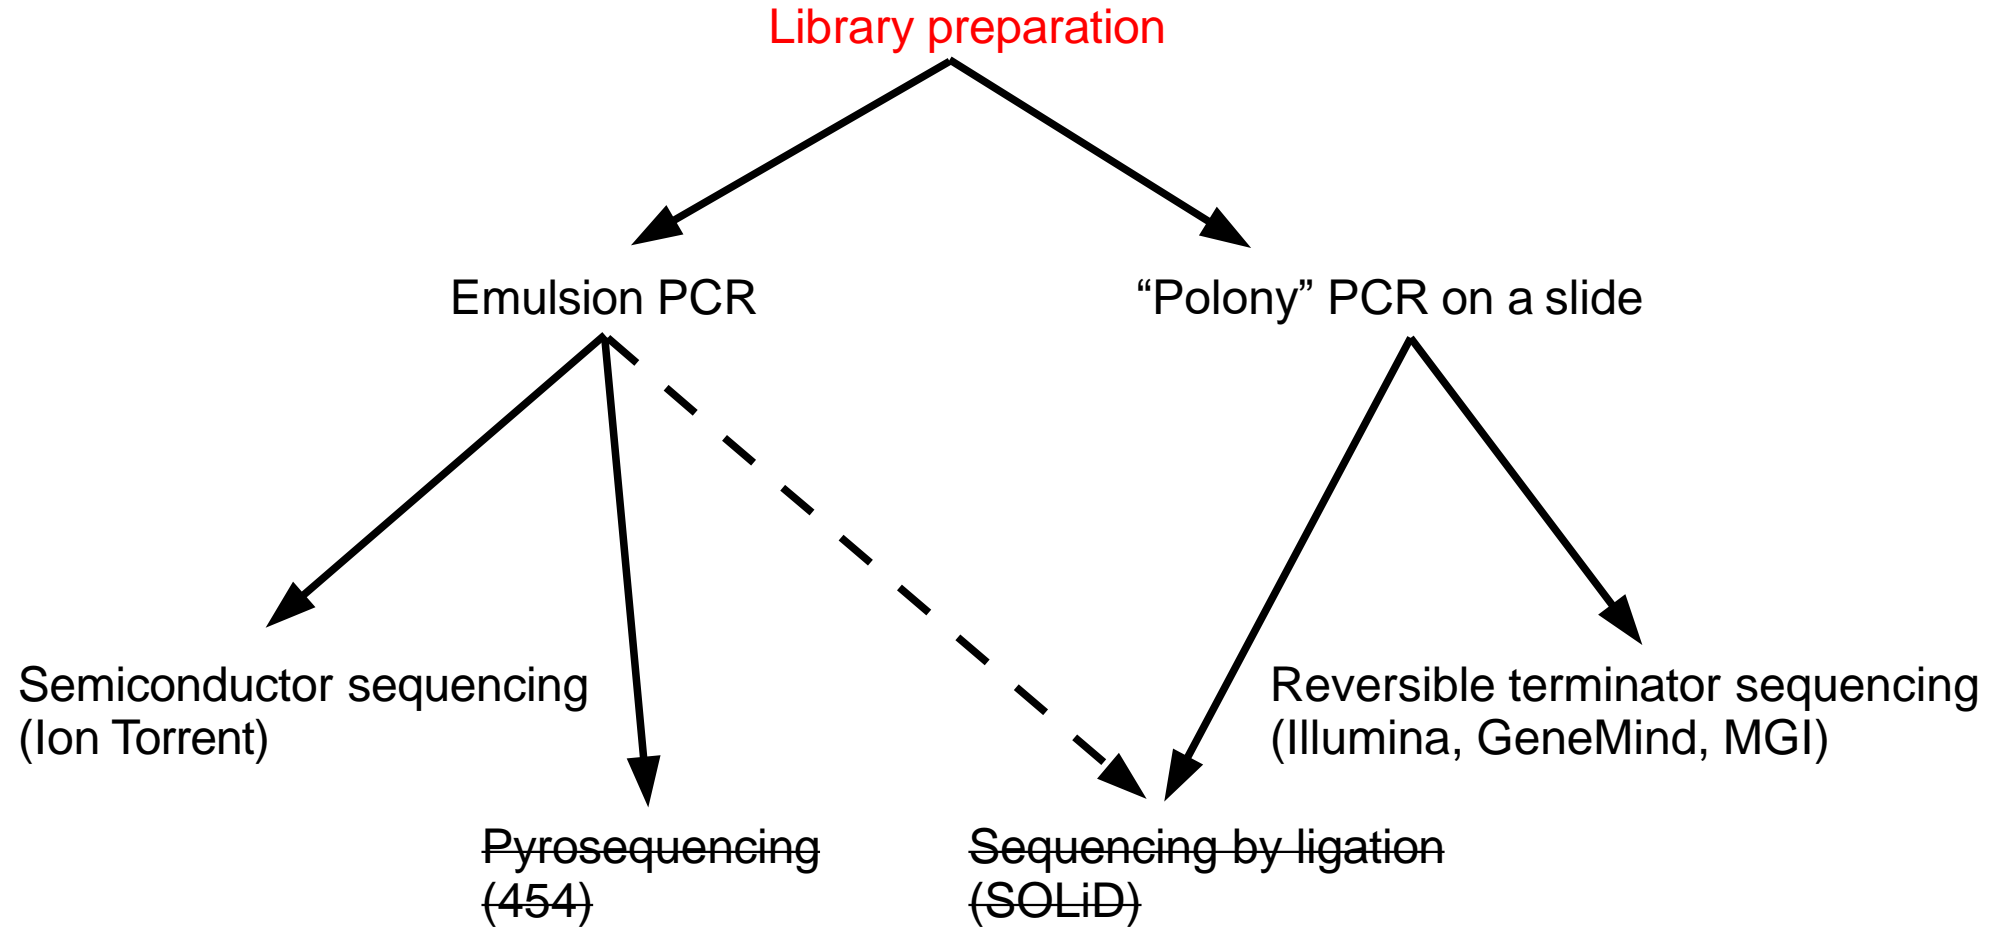 Library preparation
Emulsion PCR
“Polony” PCR on a slide
Semiconductor sequencing
(Ion Torrent)
Reversible terminator sequencing
(Illumina, GeneMind, MGI)
Pyrosequencing
(454)
Sequencing by ligation
(SOLiD)